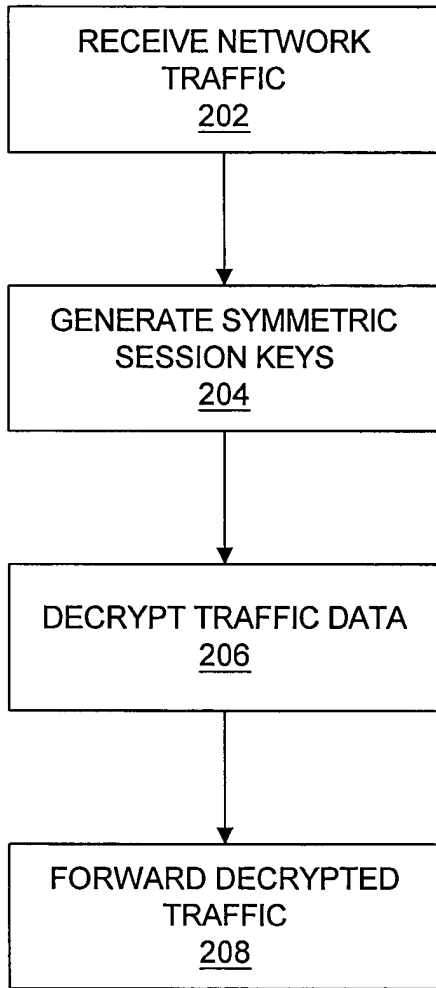 RECEIVE NETWORK
TRAFFIC
202
GENERATE SYMMETRIC
SESSION KEYS
204
DECRYPT TRAFFIC DATA
206
FORWARD DECRYPTED
TRAFFIC
208